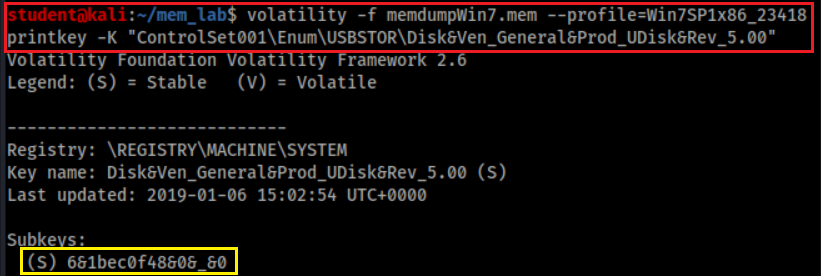 student@kali:~/mem_lab$ volatility -f memdumpWin7.mem --profile=Win7SP1x86_23418
printkey -K "ControlSet001\Enum\USBSTOR\Disk&Ven_General&Prod_UDisk&Rev_5.00"
Volatility Foundation Volatility Framework 2.6
Legend: (S) = Stable   (V) = Volatile
----------------------------
Registry: \REGISTRY\MACHINE\SYSTEM
Key name: Disk&Ven_General&Prod_UDisk&Rev_5.00 (S)
Last updated: 2019-01-06 15:02:54 UTC+0000
Subkeys:
(S) 6&1bec0f48&0&_&0